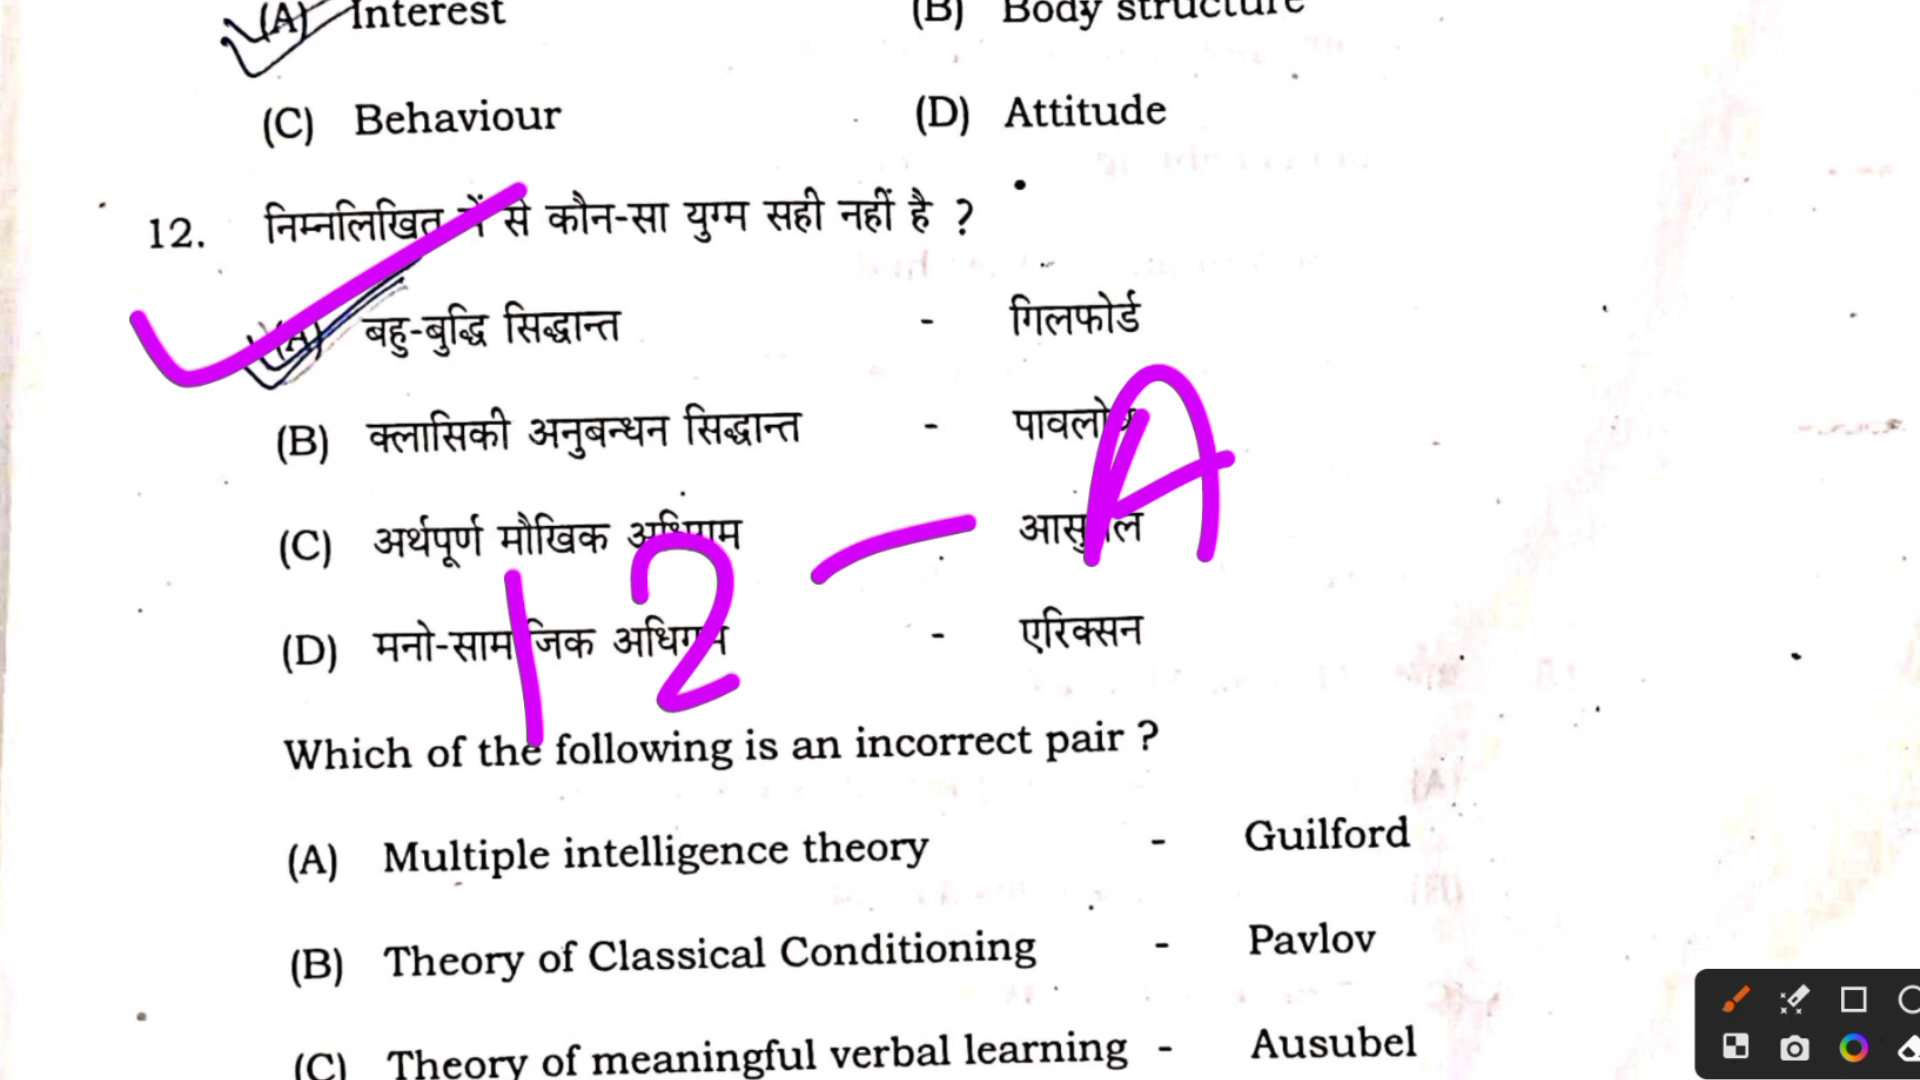 (A) Interest (B) Body structure
(C) Behaviour (D) Attitude
12. निम्नलिखित में से कौन-सा युग्म सही नहीं है ?
(A) बहु-बुद्धि सिद्धान्त - गिलफोर्ड
(B) क्लासिकी अनुबन्धन सिद्धान्त - पावलोव
(C) अर्थपूर्ण मौखिक अधिगम - आसुबेल
(D) मनो-सामाजिक अधिगम - एरिक्सन
12 - A
Which of the following is an incorrect pair ?
(A) Multiple intelligence theory - Guilford
(B) Theory of Classical Conditioning - Pavlov
(C) Theory of meaningful verbal learning - Ausubel